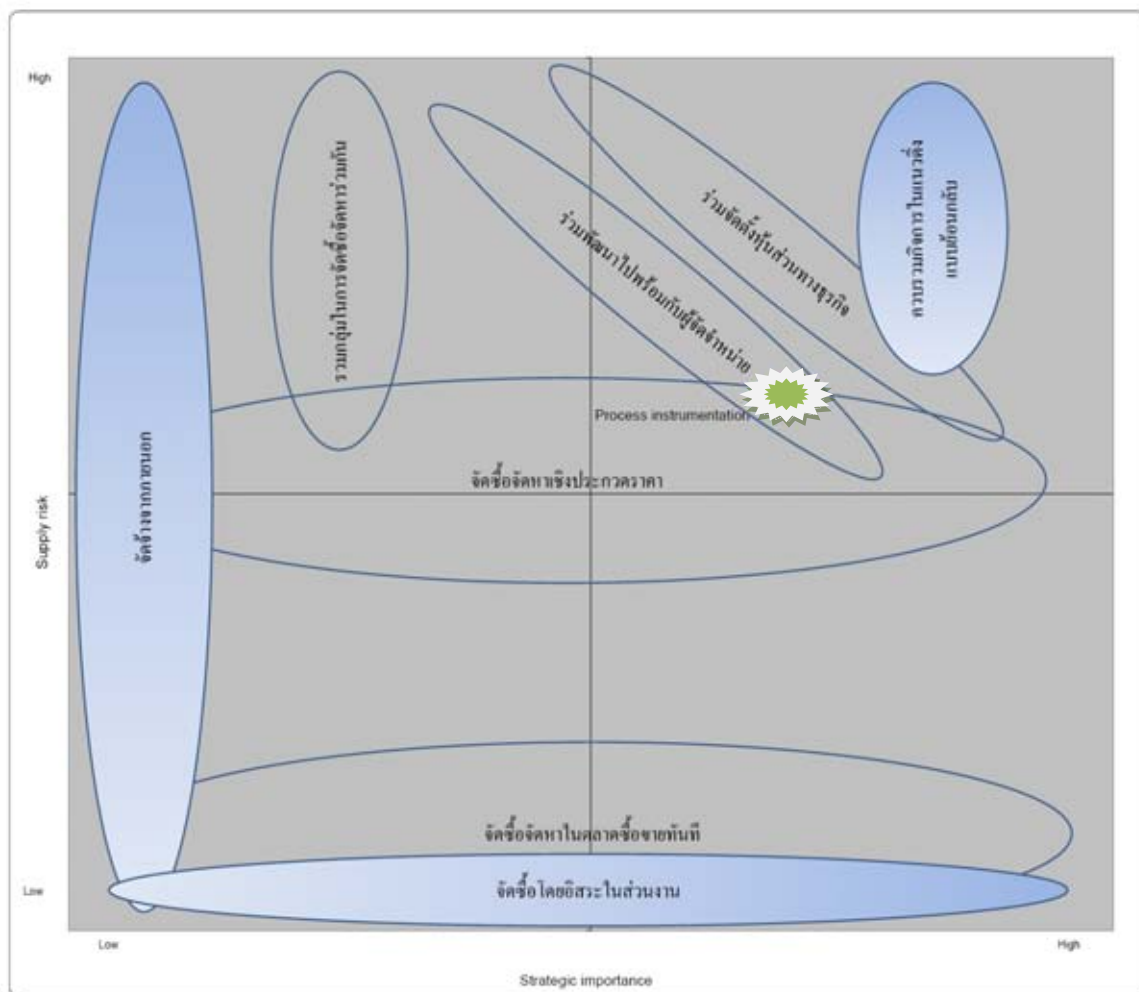 High
รวมกลุ่มในการจัดซื้อจัดหาร่วมกัน
ร่วมจัดตั้งหุ้นส่วนทางธุรกิจ
ร่วมพัฒนาไปพร้อมกับผู้จัดจำหน่าย
ควบรวมกิจการในแนวดิ่ง
แบบย้อนกลับ
Process instrumentation
จัดซื้อจัดหาเชิงประกวดราคา
จัดจ้างจากภายนอก
Supply risk
จัดซื้อจัดหาในตลาดซื้อขายทันที
จัดซื้อโดยอิสระในส่วนงาน
Low
Low
High
Strategic importance